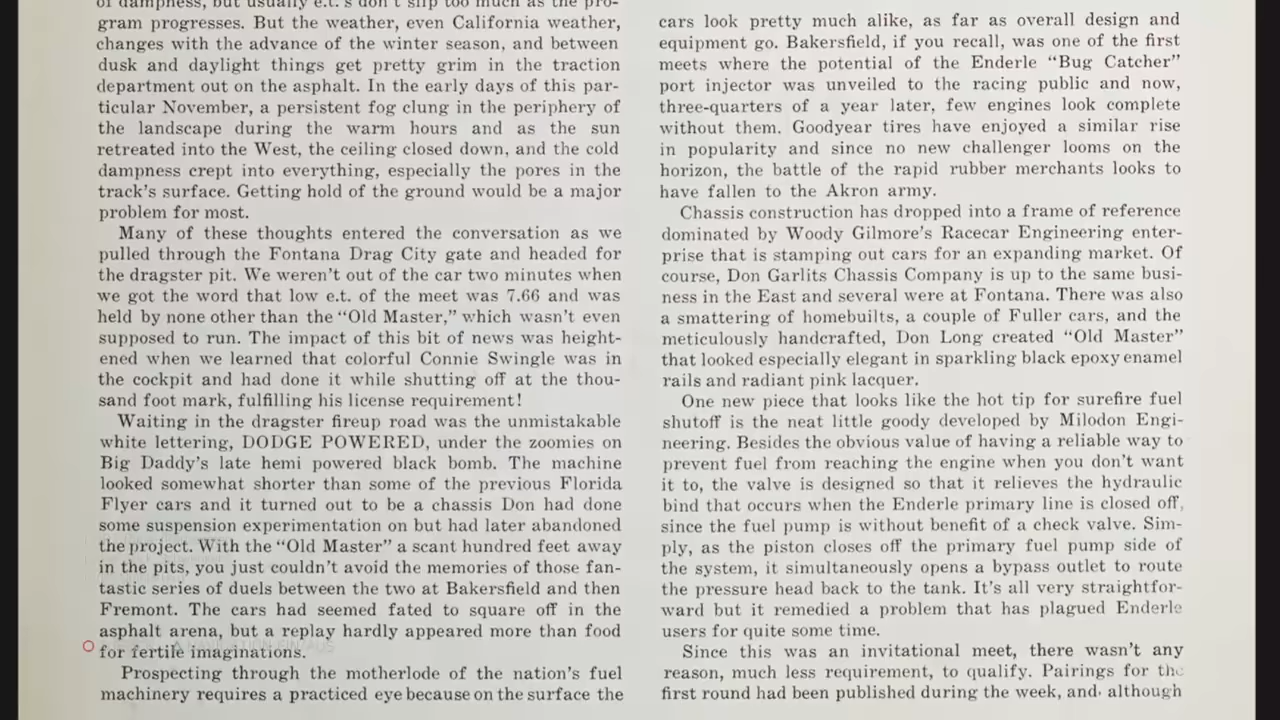 of dampness, but usually e.t.'s don't slip too much as the pro-
gram progresses. But the weather, even California weather,
changes with the advance of the winter season, and between
dusk and daylight things get pretty grim in the traction
department out on the asphalt. In the early days of this par-
ticular November, a persistent fog clung in the periphery of
the landscape during the warm hours and as the sun
retreated into the West, the ceiling closed down, and the cold
dampness crept into everything, especially the pores in the
track's surface. Getting hold of the ground would be a major
problem for most.
Many of these thoughts entered the conversation as we
pulled through the Fontana Drag City gate and headed for
the dragster pit. We weren't out of the car two minutes when
we got the word that low e.t. of the meet was 7.66 and was
held by none other than the "Old Master," which wasn't even
supposed to run. The impact of this bit of news was height-
ened when we learned that colorful Connie Swingle was in
the cockpit and had done it while shutting off at the thou-
sand foot mark, fulfilling his license requirement!
Waiting in the dragster fireup road was the unmistakable
white lettering, DODGE POWERED, under the zoomies on
Big Daddy's late hemi powered black bomb. The machine
looked somewhat shorter than some of the previous Florida
Flyer cars and it turned out to be a chassis Don had done
some suspension experimentation on but had later abandoned
the project. With the "Old Master" a scant hundred feet away
in the pits, you just couldn't avoid the memories of those fan-
tastic series of duels between the two at Bakersfield and then
Fremont. The cars had seemed fated to square off in the
asphalt arena, but a replay hardly appeared more than food
for fertile imaginations.
Prospecting through the motherlode of the nation's fuel
machinery requires a practiced eye because on the surface the
cars look pretty much alike, as far as overall design and
equipment go. Bakersfield, if you recall, was one of the first
meets where the potential of the Enderle "Bug Catcher"
port injector was unveiled to the racing public and now,
three-quarters of a year later, few engines look complete
without them. Goodyear tires have enjoyed a similar rise
in popularity and since no new challenger looms on the
horizon, the battle of the rapid rubber merchants looks to
have fallen to the Akron army.
Chassis construction has dropped into a frame of reference
dominated by Woody Gilmore's Racecar Engineering enter-
prise that is stamping out cars for an expanding market. Of
course, Don Garlits Chassis Company is up to the same busi-
ness in the East and several were at Fontana. There was also
a smattering of homebuilts, a couple of Fuller cars, and the
meticulously handcrafted, Don Long created "Old Master"
that looked especially elegant in sparkling black epoxy enamel
rails and radiant pink lacquer.
One new piece that looks like the hot tip for surefire fuel
shutoff is the neat little goody developed by Milodon Engi-
neering. Besides the obvious value of having a reliable way to
prevent fuel from reaching the engine when you don't want
it to, the valve is designed so that it relieves the hydraulic
bind that occurs when the Enderle primary line is closed off,
since the fuel pump is without benefit of a check valve. Sim-
ply, as the piston closes off the primary fuel pump side of
the system, it simultaneously opens a bypass outlet to route
the pressure head back to the tank. It's all very straightfor-
ward but it remedied a problem that has plagued Enderle
users for quite some time.
Since this was an invitational meet, there wasn't any
reason, much less requirement, to qualify. Pairings for the
first round had been published during the week, and although